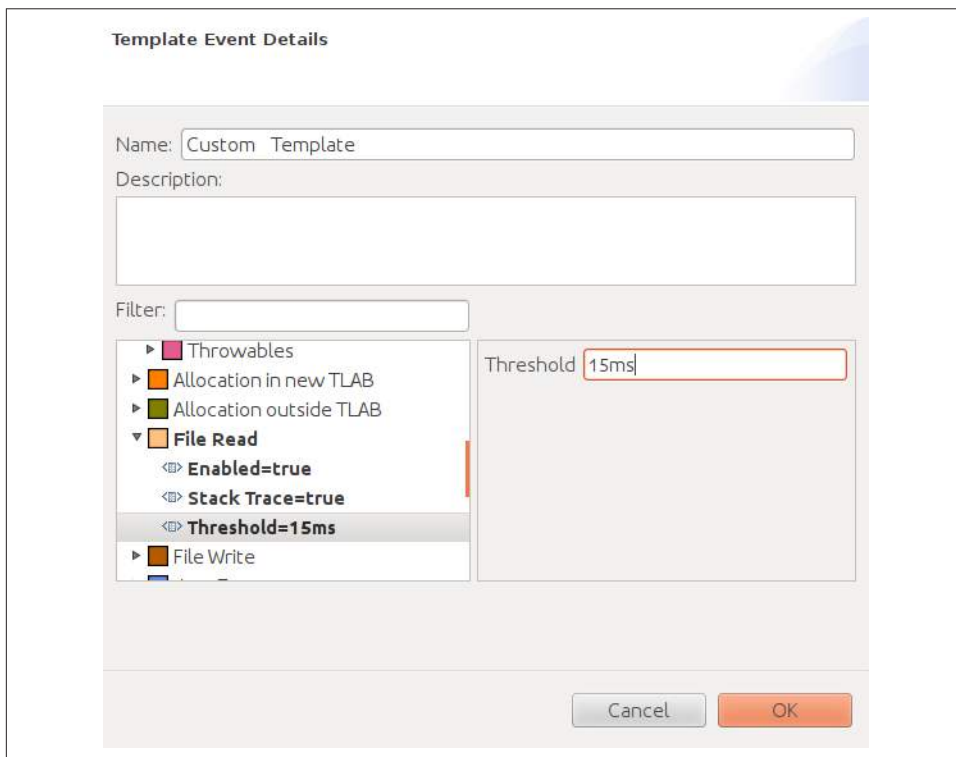 Template Event Details
Name: Custom Template
Description:
Filter:
Throwables
Allocation in new TLAB
Allocation outside TLAB
File Read
Enabled=true
Stack Trace=true
Threshold=15ms
File Write
Threshold 15ms
Cancel OK